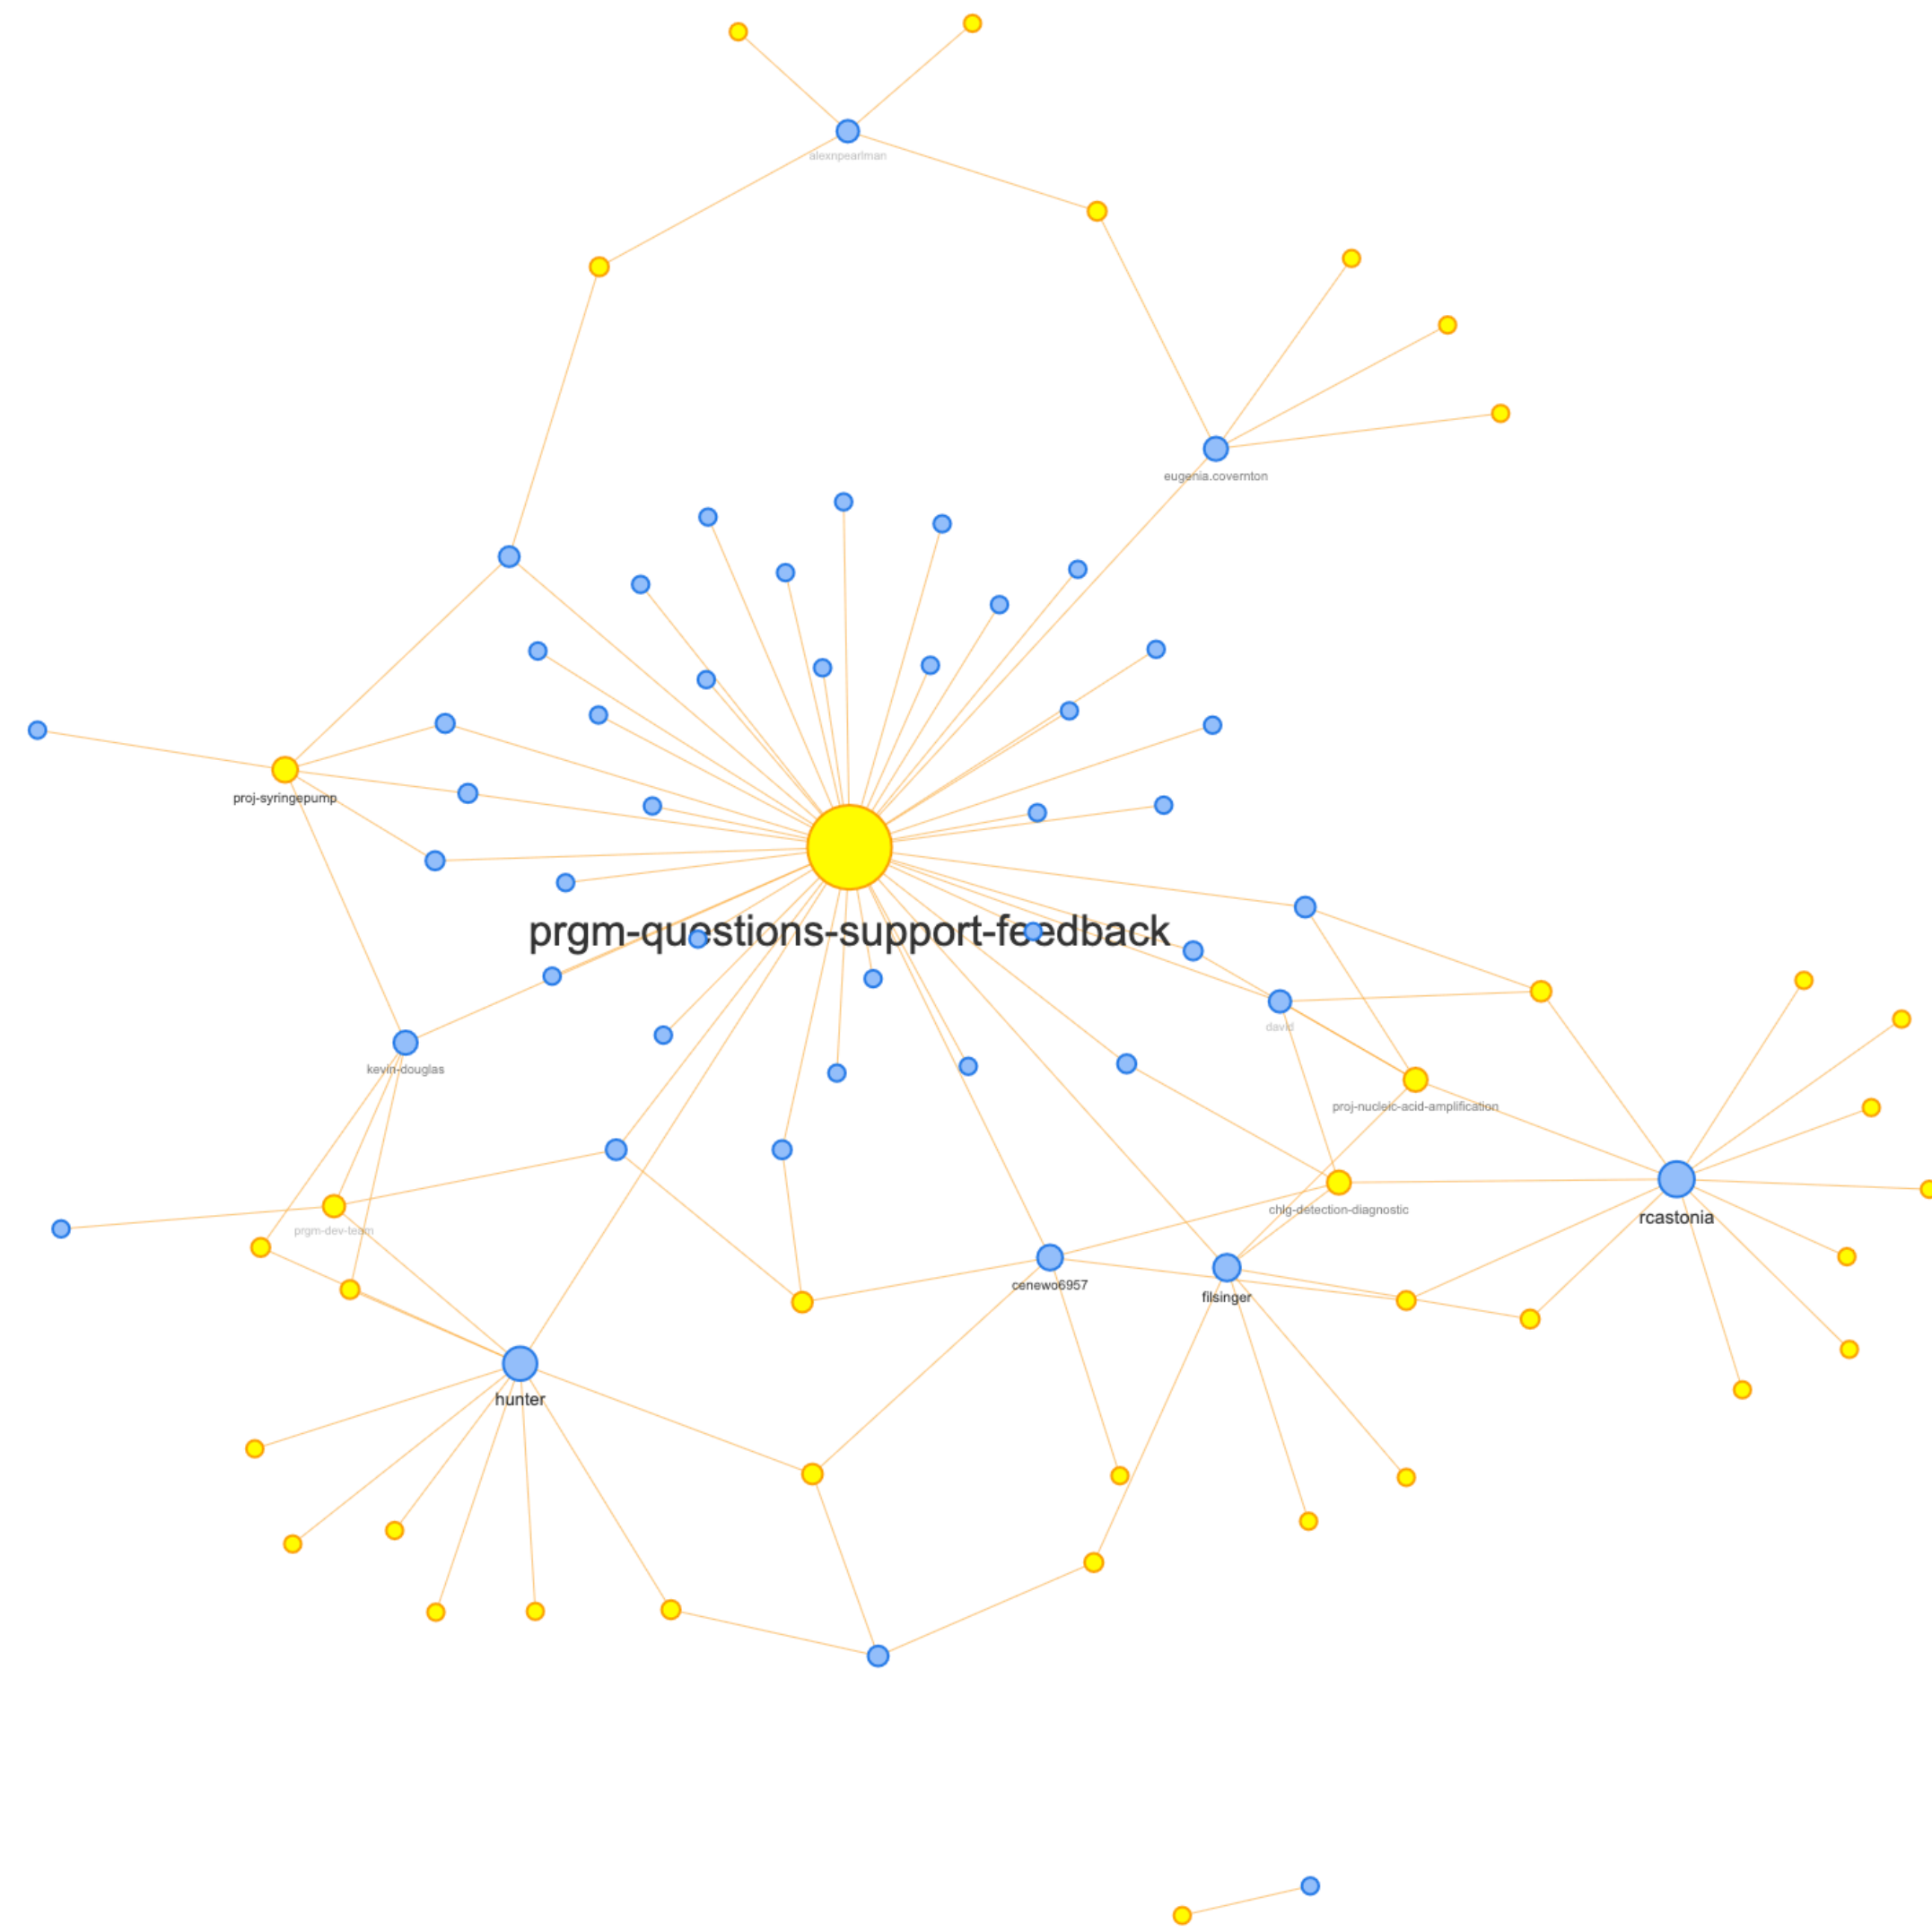 alexnpearlman
eugenia.covernton
proj-syringepump
prgm-questions-support-feedback
david
kevin-douglas
proj-nucleic-acid-amplification
chlg-detection-diagnostic
rcastonia
prgm-dev-team
cenewo6957
filsinger
hunter